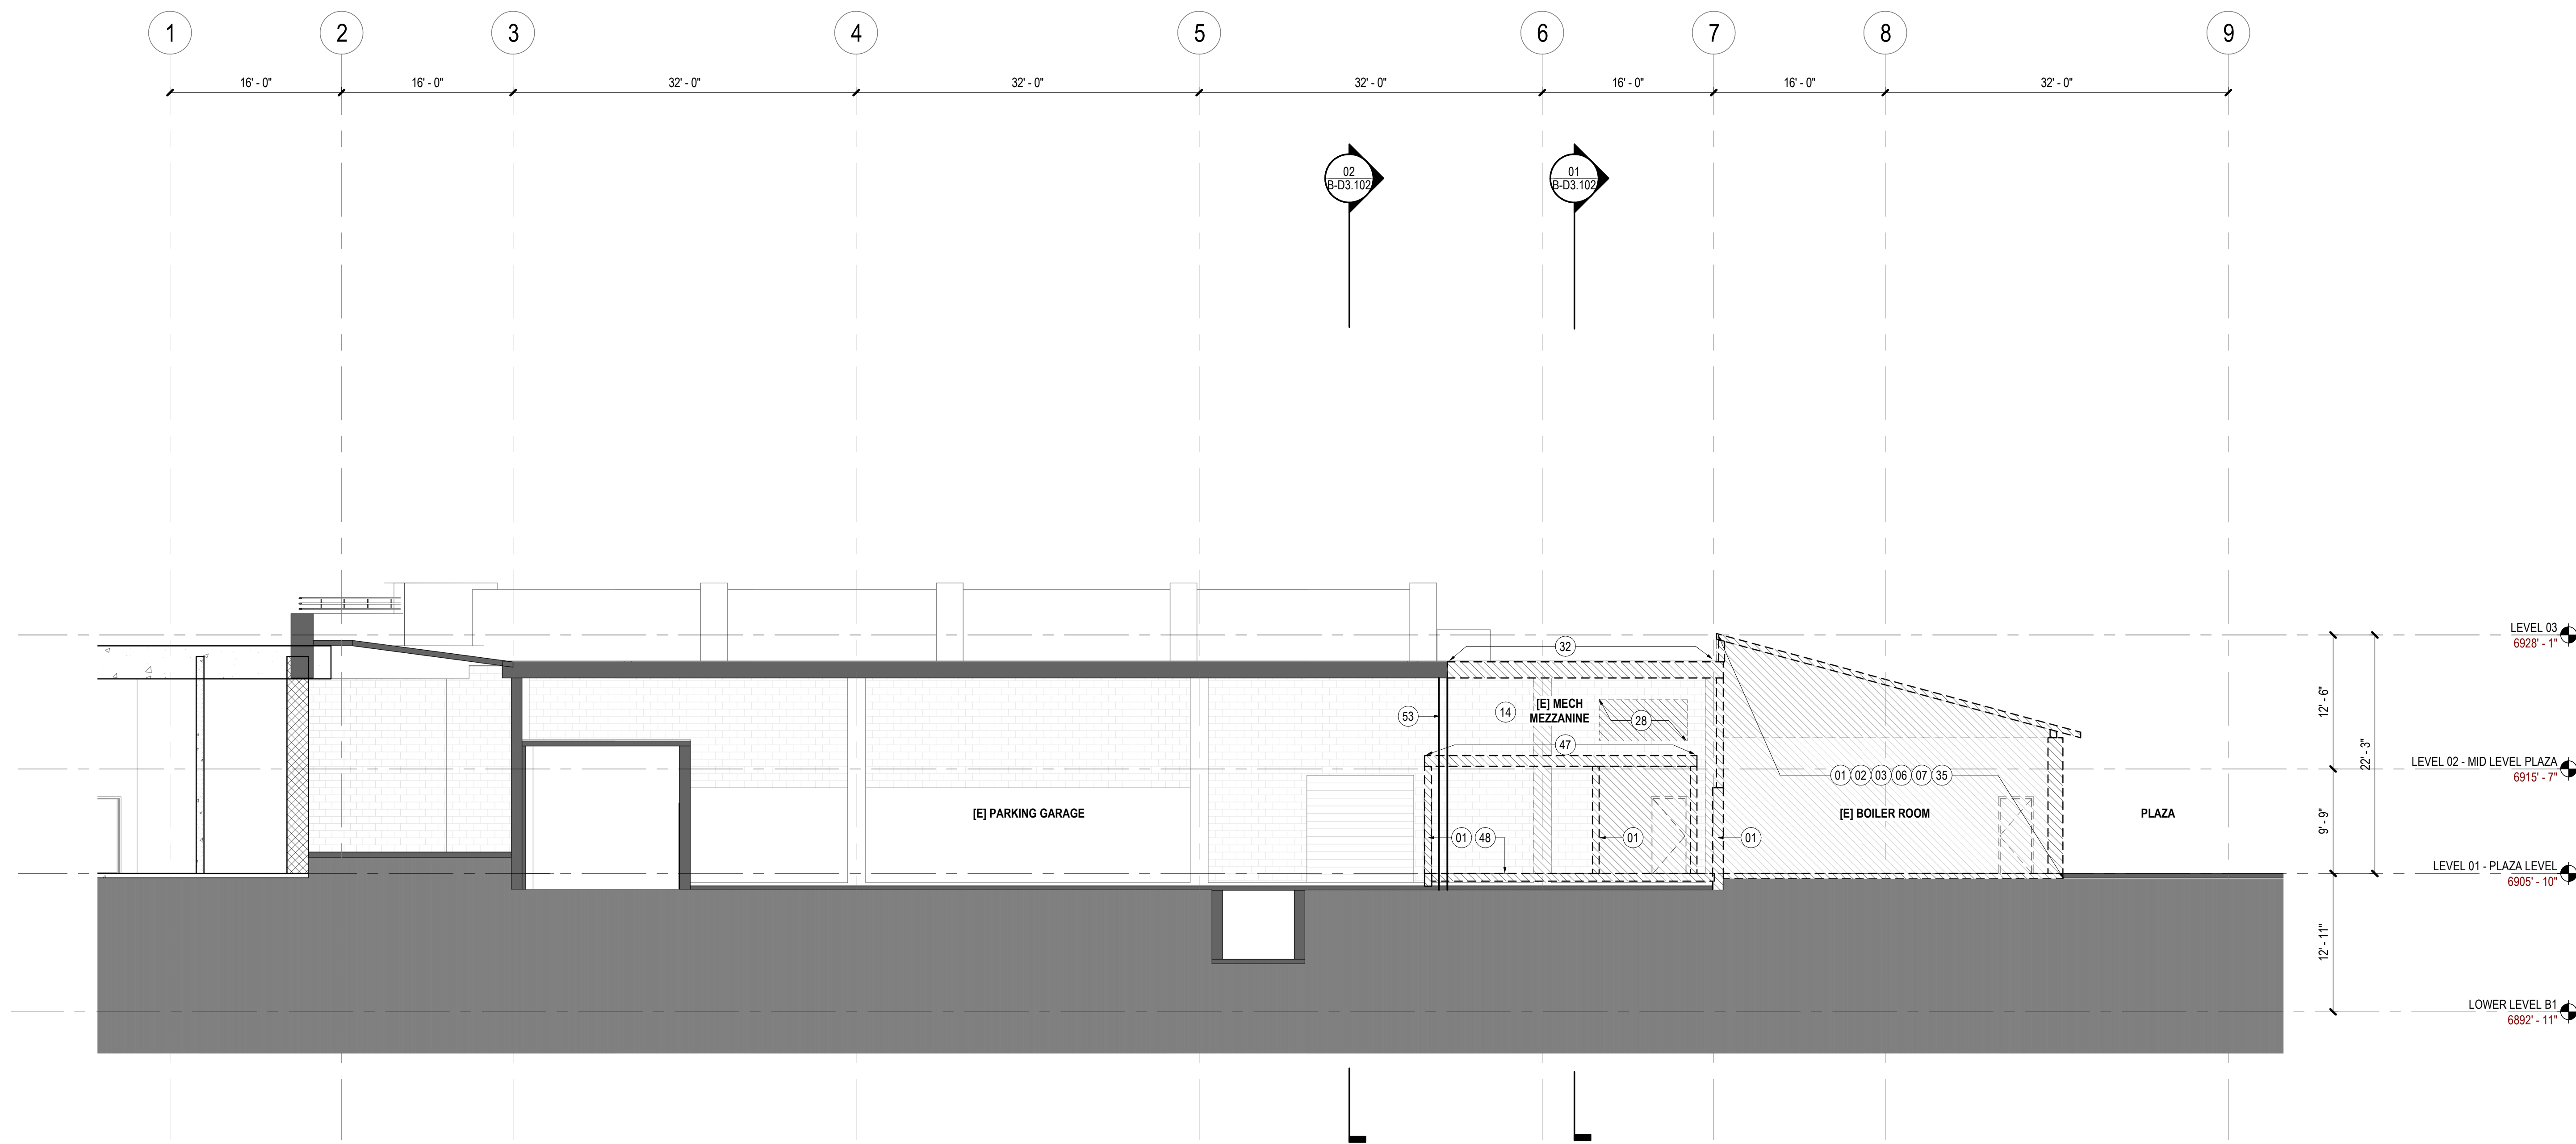 1 2 3 4 5 6 7 8 9
16' - 0" 16' - 0" 32' - 0" 32' - 0" 32' - 0" 16' - 0" 16' - 0" 32' - 0"
02
B-D3.102
01
B-D3.102
LEVEL 03
6928' - 1"
32
12' - 6"
22' - 3"
[E] MECH
MEZZANINE
14
53
28
47
LEVEL 02 - MID LEVEL PLAZA
6915' - 7"
01 02 03 06 07 35
[E] PARKING GARAGE
[E] BOILER ROOM
PLAZA
9' - 9"
01 48
01
01
LEVEL 01 - PLAZA LEVEL
6905' - 10"
12' - 11"
LOWER LEVEL B1
6892' - 11"